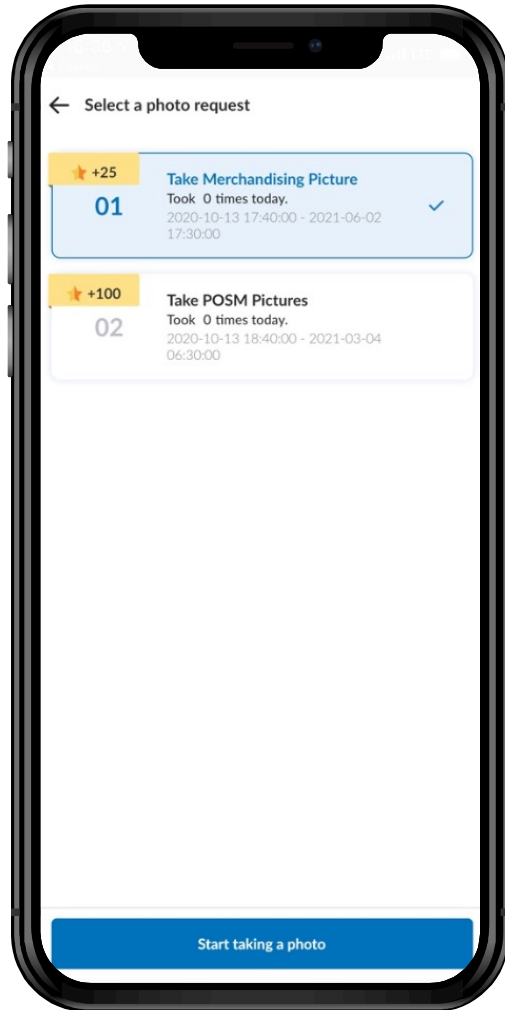 Select a photo request
+25
01
Take Merchandising Picture
Took 0 times today.
2020-10-13 17:40:00 - 2021-06-02
17:30:00
+100
02
Take POSM Pictures
Took 0 times today.
2020-10-13 18:40:00 - 2021-03-04
06:30:00
Start taking a photo